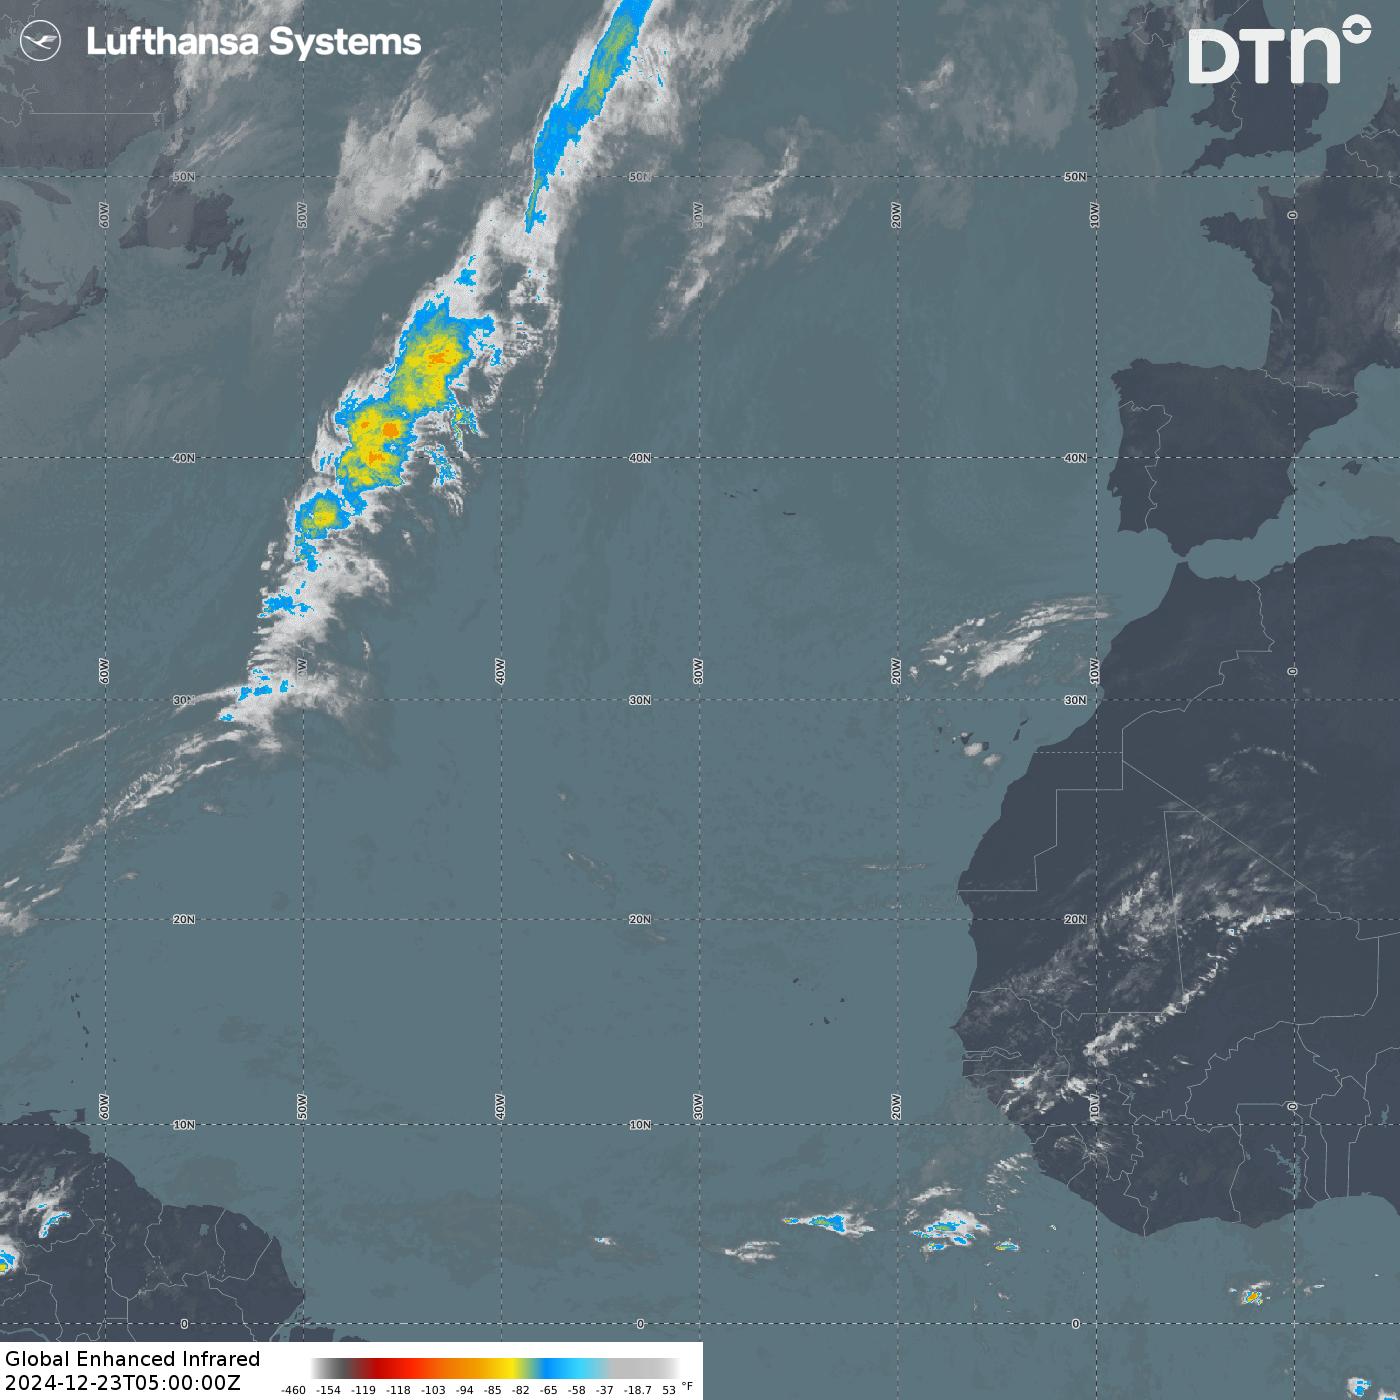 Lufthansa Systems
DTN
50N 50N 50N
60W 50W 30W 20W 10W 0
40N 40N 40N
60W W 40W 30W 20W 10W 0
30N 30N 30N
20N 20N 20N
60W 50W 40W 30W 20W 10W 0
10N 10N 10N
0 0 0
Global Enhanced Infrared
2024-12-23T05:00:00Z
-460 -154 -119 -118 -103 -94 -85 -82 -65 -58 -37 -18.7 53 °F